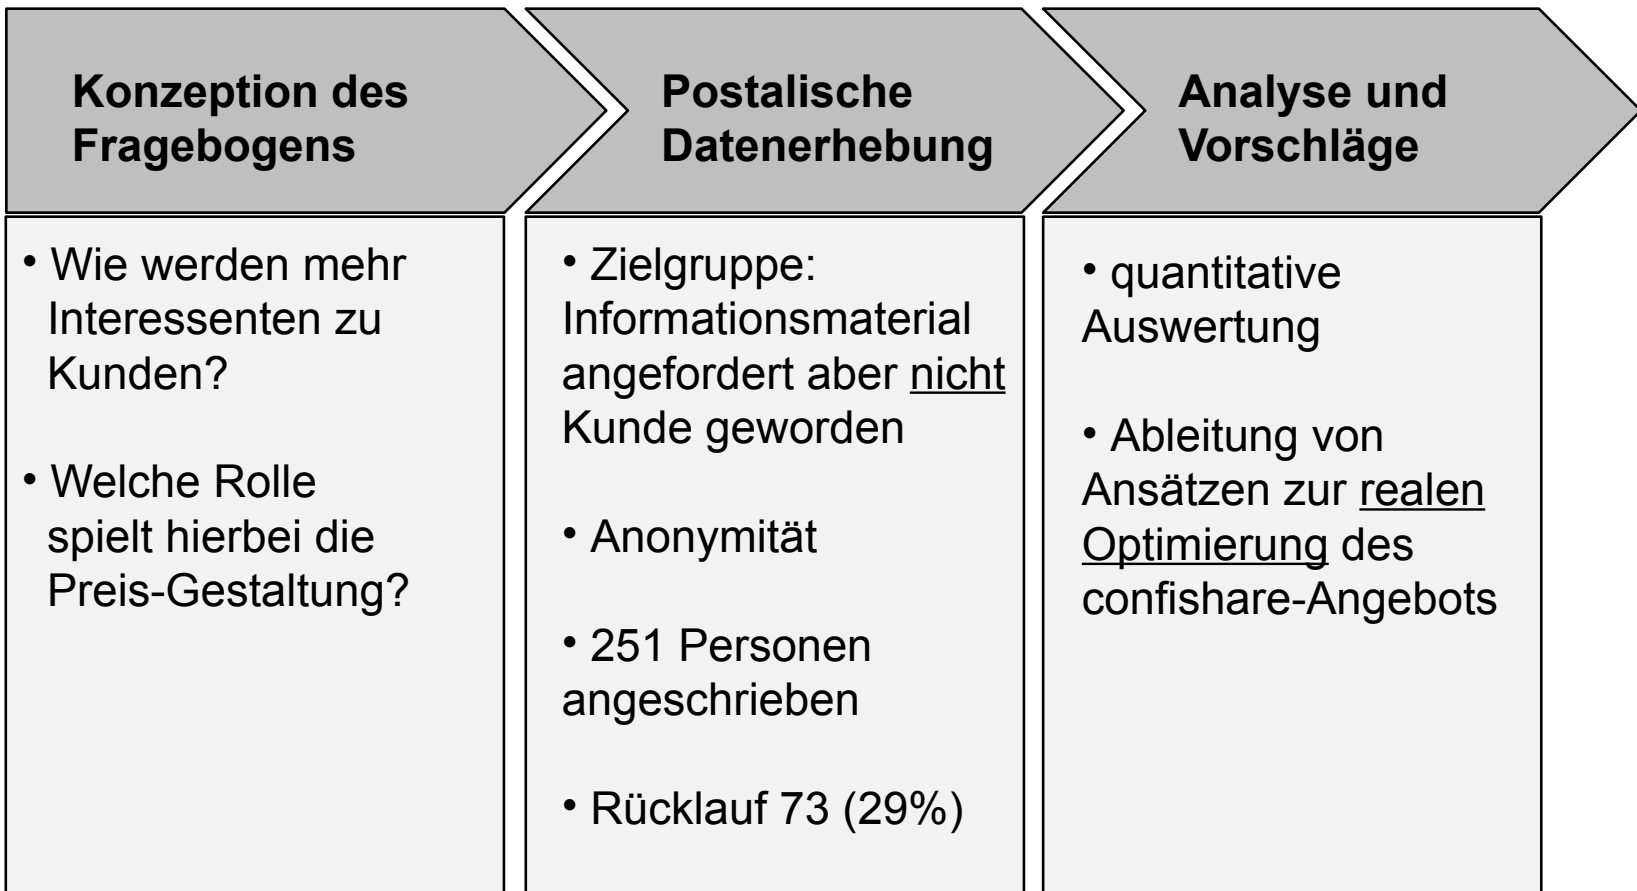 Konzeption des
Fragebogens
• Wie werden mehr
Interessenten zu
Kunden?
• Welche Rolle
spielt hierbei die
Preis-Gestaltung?
Postalische
Datenerhebung
• Zielgruppe:
Informationsmaterial
angefordert aber nicht
Kunde geworden
• Anonymität
• 251 Personen
angeschrieben
• Rücklauf 73 (29%)
Analyse und
Vorschläge
• quantitative
Auswertung
• Ableitung von
Ansätzen zur realen
Optimierung des
confishare-Angebots